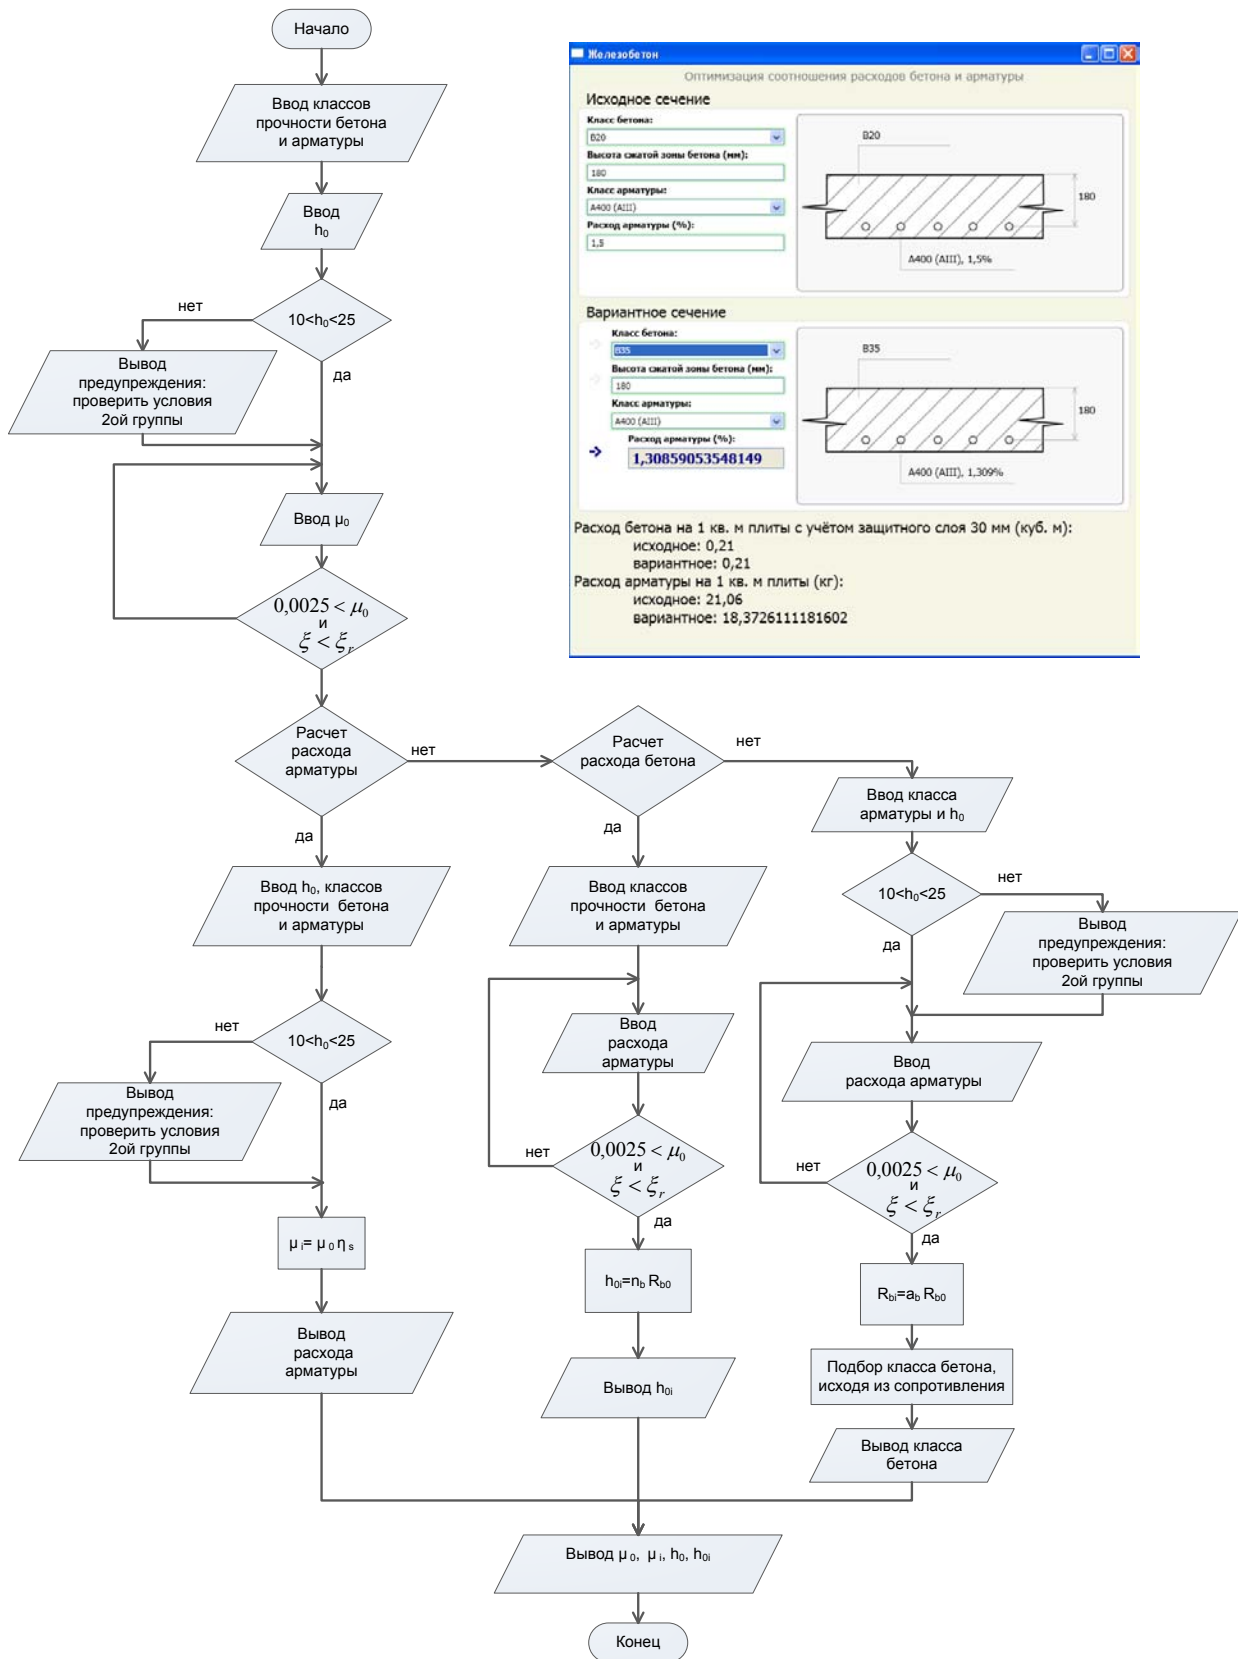 Начало
Ввод классов
прочности бетона
и арматуры
Ввод
h₀
10<h₀<25
нет
да
Вывод
предупреждения:
проверить условия
2ой группы
Ввод μ₀
0,0025 < μ₀
и
ξ < ξᵣ
Железобетон
Оптимизация соотношения расходов бетона и арматуры
Исходное сечение
Класс бетона:
B20
Высота сжатой зоны бетона (мм):
180
Класс арматуры:
A400 (AIII)
Расход арматуры (%):
1,5
B20
180
A400 (AIII), 1,5%
Вариантное сечение
Класс бетона:
B35
Высота сжатой зоны бетона (мм):
180
Класс арматуры:
A400 (AIII)
Расход арматуры (%):
1,30859053548149
B35
180
A400 (AIII), 1,309%
Расход бетона на 1 кв. м плиты с учётом защитного слоя 30 мм (куб. м):
исходное: 0,21
вариантное: 0,21
Расход арматуры на 1 кв. м плиты (кг):
исходное: 21,06
вариантное: 18,3726111181602
Расчет
расхода
арматуры
нет
да
Расчет
расхода бетона
нет
да
Ввод h₀, классов
прочности бетона
и арматуры
10<h₀<25
нет
да
Вывод
предупреждения:
проверить условия
2ой группы
μ i= μ ₀ η s
Вывод
расхода
арматуры
Ввод классов
прочности бетона
и арматуры
Ввод
расхода
арматуры
0,0025 < μ₀
и
ξ < ξᵣ
нет
да
h₀i=nb Rb0
Вывод h₀i
Ввод класса
арматуры и h₀
10<h₀<25
нет
да
Вывод
предупреждения:
проверить условия
2ой группы
Ввод
расхода арматуры
0,0025 < μ₀
и
ξ < ξᵣ
нет
да
Rbi=ab Rb0
Подбор класса бетона,
исходя из сопротивления
Вывод класса
бетона
Вывод μ ₀, μ i, h₀, h₀i
Конец